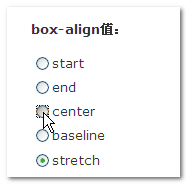 box-align值：
start
end
center
baseline
stretch